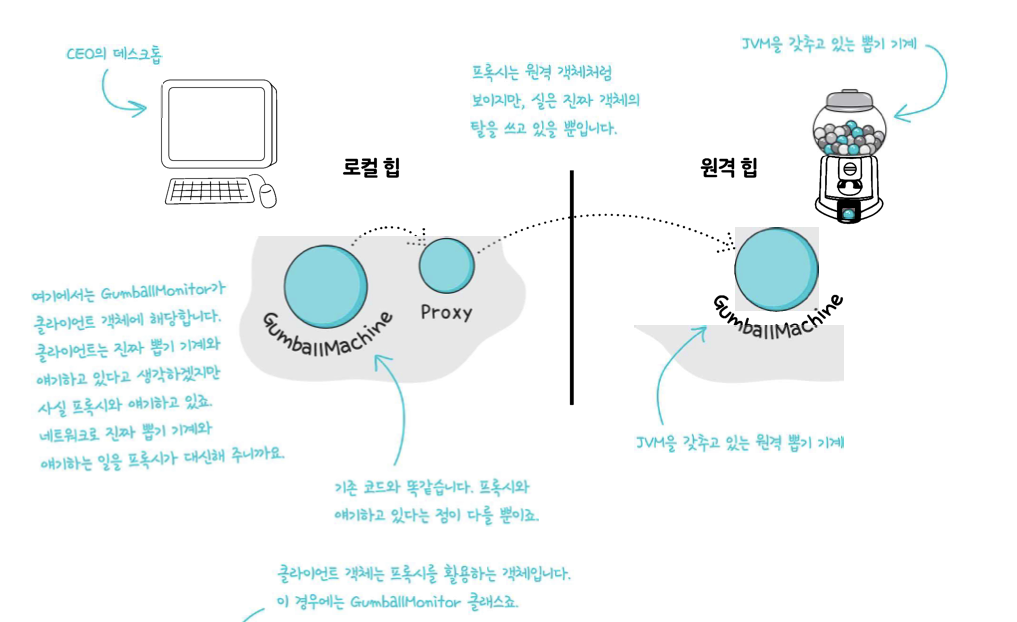 CEO의 데스크톱
JVM을 갖추고 있는 뽑기 기계
프록시는 원격 객체처럼
보이지만, 실은 진짜 객체의
탈을 쓰고 있을 뿐입니다.
로컬 힙
원격 힙
여기에서는 GumballMonitor가
클라이언트 객체에 해당합니다.
클라이언트는 진짜 뽑기 기계와
얘기하고 있다고 생각하겠지만
사실 프록시와 얘기하고 있죠.
네트워크로 진짜 뽑기 기계와
얘기하는 일을 프록시가 대신해 주니까요.
GumballMachine
Proxy
GumballMachine
JVM을 갖추고 있는 원격 뽑기 기계
기존 코드와 똑같습니다. 프록시와
얘기하고 있다는 점이 다를 뿐이죠.
클라이언트 객체는 프록시를 활용하는 객체입니다.
이 경우에는 GumballMonitor 클래스죠.